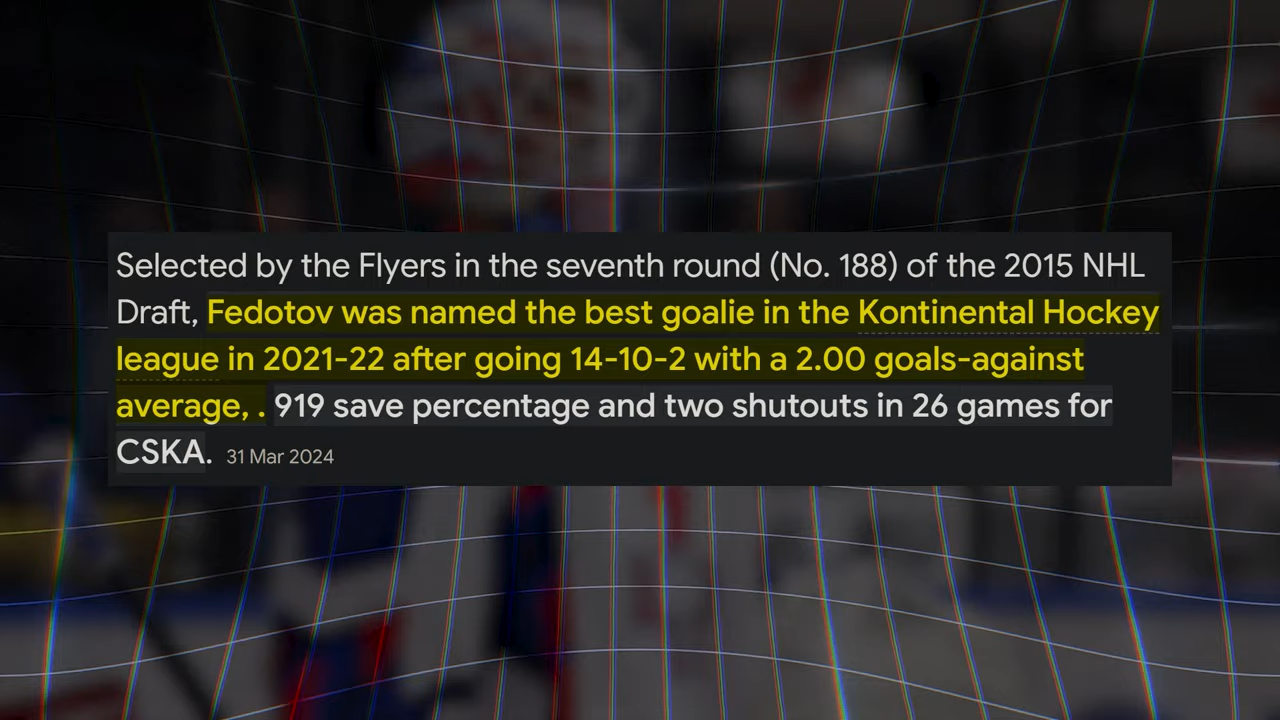 Selected by the Flyers in the seventh round (No. 188) of the 2015 NHL
Draft, Fedotov was named the best goalie in the Kontinental Hockey
league in 2021-22 after going 14-10-2 with a 2.00 goals-against
average, . 919 save percentage and two shutouts in 26 games for
CSKA. 31 Mar 2024